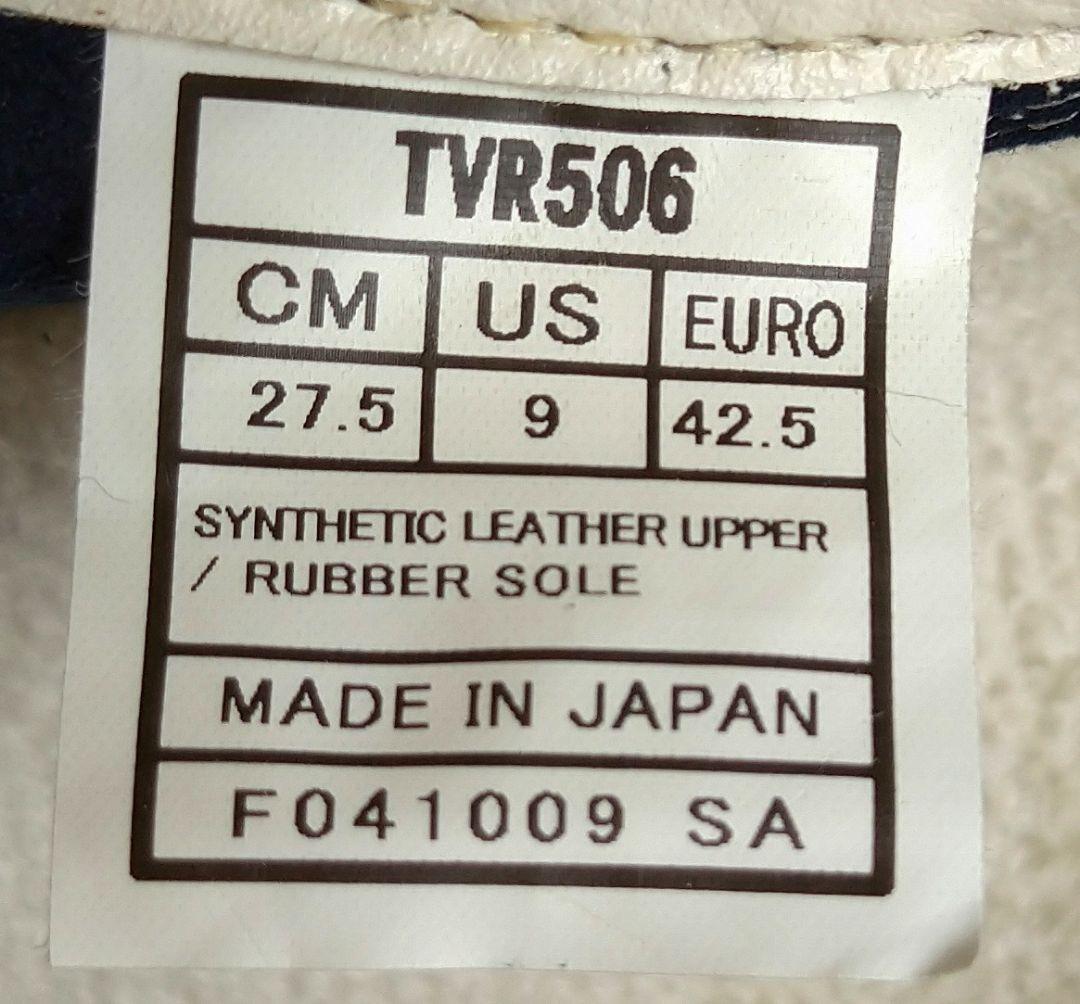 TVR506
CM US EURO
27.5 9 42.5
SYNTHETIC LEATHER UPPER
/ RUBBER SOLE
MADE IN JAPAN
F041009 SA